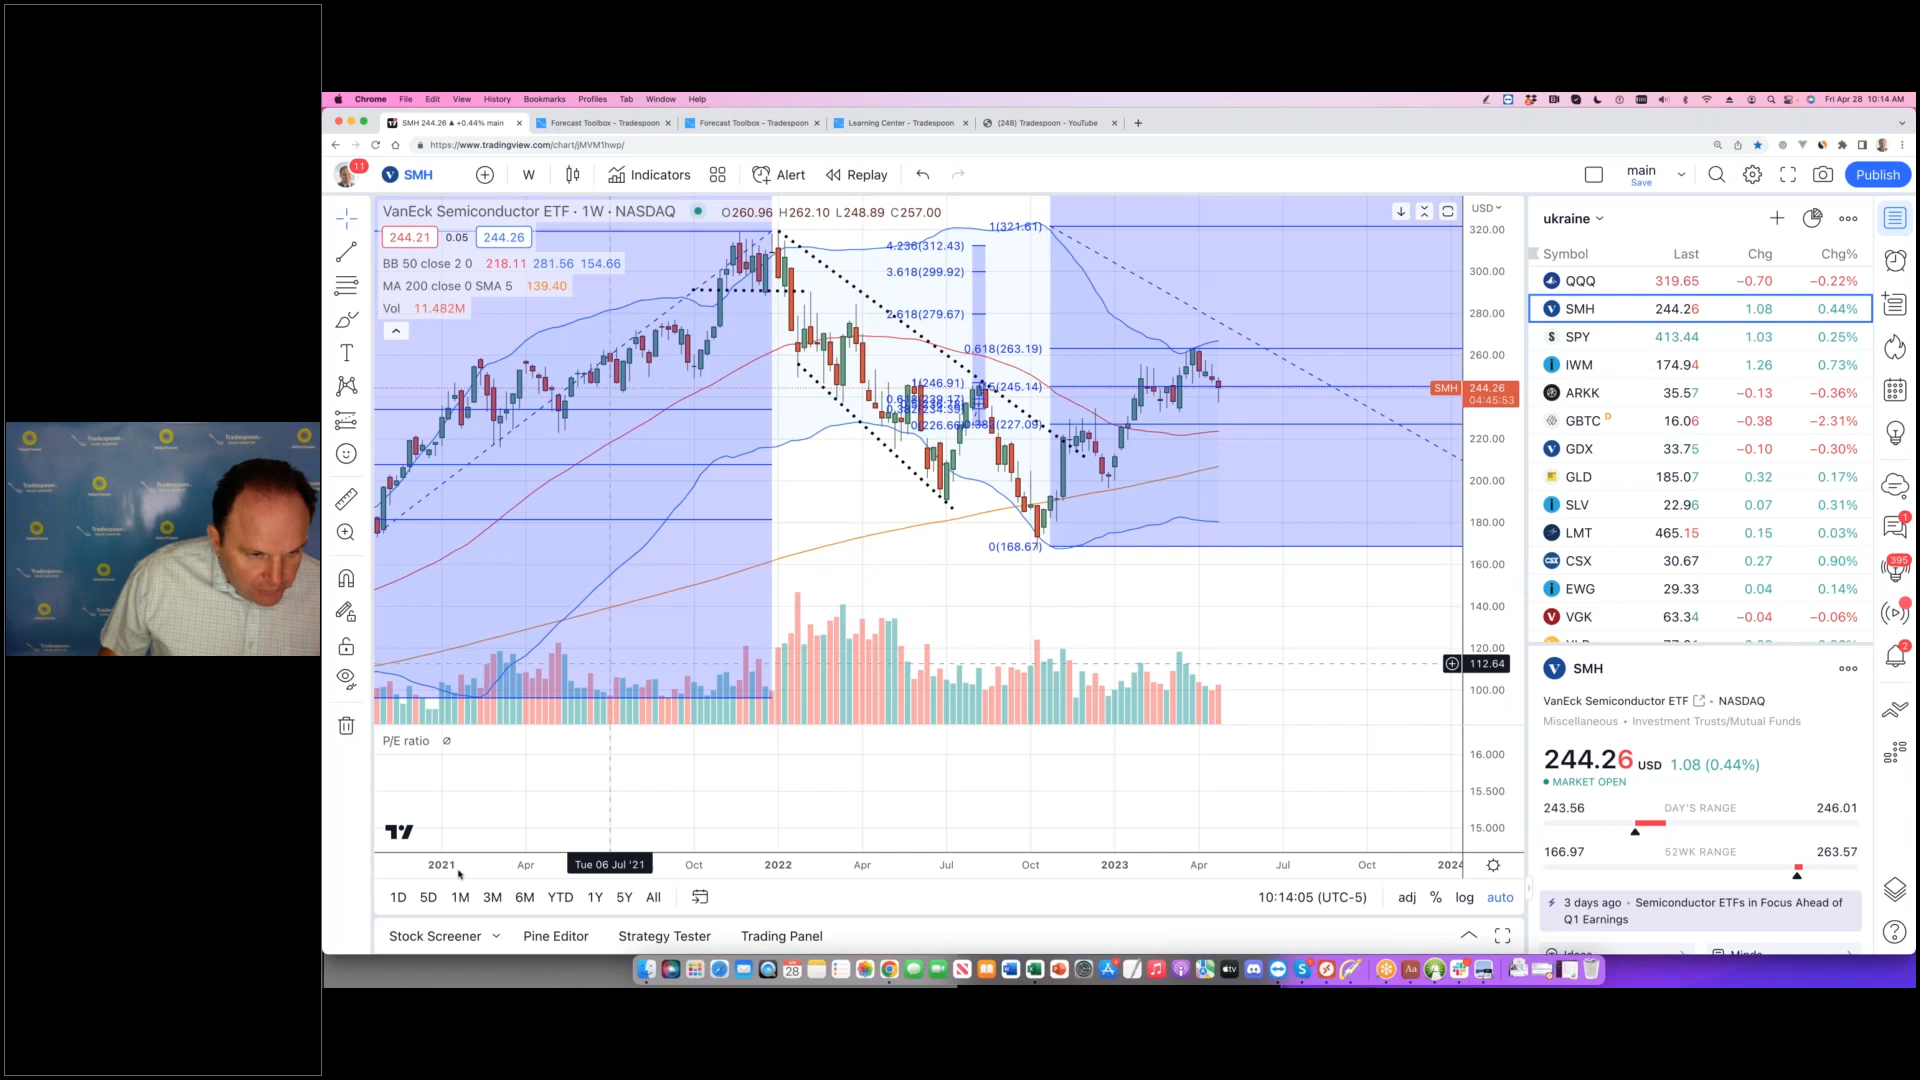 Chrome File Edit View History Bookmarks Profiles Tab Window Help
Fri Apr 28 10:14 AM
SMH 244.26 ▲ +0.44% main
Forecast Toolbox - Tradespoon
Forecast Toolbox - Tradespoon
Learning Center - Tradespoon
(248) Tradespoon - YouTube
https://www.tradingview.com/chart/jMVM1hwp/
11
SMH
W
Indicators
Alert
Replay
main
Save
Publish
VanEck Semiconductor ETF · 1W · NASDAQ
O260.96 H262.10 L248.89 C257.00
244.21 0.05 244.26
BB 50 close 2 0 218.11 281.56 154.66
MA 200 close 0 SMA 5 139.40
Vol 11.482M
1(321.61)
4.236(312.43)
3.618(299.92)
2.618(279.67)
0.618(263.19)
1(246.91)
(245.14)
0(226.66)
0.382(227.09)
0(168.67)
USD
320.00
300.00
280.00
260.00
SMH 244.26
04:45:53
220.00
200.00
180.00
160.00
140.00
120.00
112.64
100.00
P/E ratio ∅
16.000
15.500
15.000
2021 Apr Tue 06 Jul '21 Oct 2022 Apr Jul Oct 2023 Apr Jul Oct 2024
1D 5D 1M 3M 6M YTD 1Y 5Y All
10:14:05 (UTC-5) adj % log auto
Stock Screener Pine Editor Strategy Tester Trading Panel
ukraine
Symbol Last Chg Chg%
QQQ 319.65 −0.70 −0.22%
SMH 244.26 1.08 0.44%
SPY 413.44 1.03 0.25%
IWM 174.94 1.26 0.73%
ARKK 35.57 −0.13 −0.36%
GBTC D 16.06 −0.38 −2.31%
GDX 33.75 −0.10 −0.30%
GLD 185.07 0.32 0.17%
SLV 22.96 0.07 0.31%
LMT 465.15 0.15 0.03%
CSX 30.67 0.27 0.90%
EWG 29.33 0.04 0.14%
VGK 63.34 −0.04 −0.06%
SMH
VanEck Semiconductor ETF • NASDAQ
Miscellaneous • Investment Trusts/Mutual Funds
244.26 USD 1.08 (0.44%)
MARKET OPEN
243.56 DAY'S RANGE 246.01
166.97 52WK RANGE 263.57
3 days ago • Semiconductor ETFs in Focus Ahead of
Q1 Earnings
1
395
2
Tradespoon